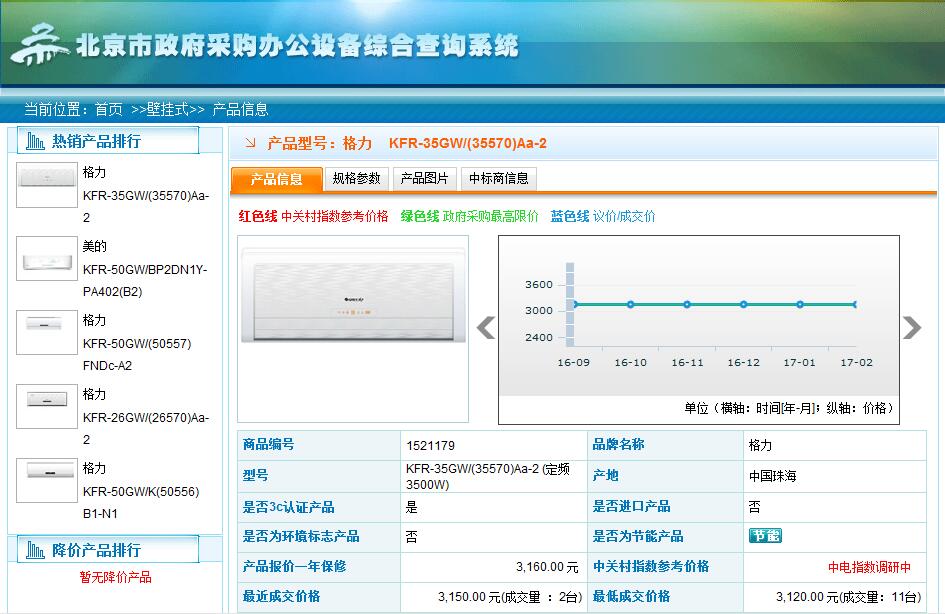 北京市政府采购办公设备综合查询系统
当前位置：首页 >>壁挂式>> 产品信息
热销产品排行
格力
KFR-35GW/(35570)Aa-
2
美的
KFR-50GW/BP2DN1Y-
PA402(B2)
格力
KFR-50GW/(50557)
FNDc-A2
格力
KFR-26GW/(26570)Aa-
2
格力
KFR-50GW/K(50556)
B1-N1
降价产品排行
暂无降价产品
产品型号：格力 KFR-35GW/(35570)Aa-2
产品信息 规格参数 产品图片 中标商信息
红色线 中关村指数参考价格 绿色线 政府采购最高限价 蓝色线 议价/成交价
3600
3000
2400
16-09 16-10 16-11 16-12 17-01 17-02
单位（横轴：时间[年-月]；纵轴：价格）
商品编号 1521179 品牌名称 格力
型号 KFR-35GW/(35570)Aa-2 (定频
3500W) 产地 中国珠海
是否3c认证产品 是 是否进口产品 否
是否为环境标志产品 否 是否为节能产品 节能
产品报价一年保修 3,160.00 元 中关村指数参考价格 中电指数调研中
最近成交价格 3,150.00 元(成交量 ：2台) 最低成交价格 3,120.00 元(成交量：11台)